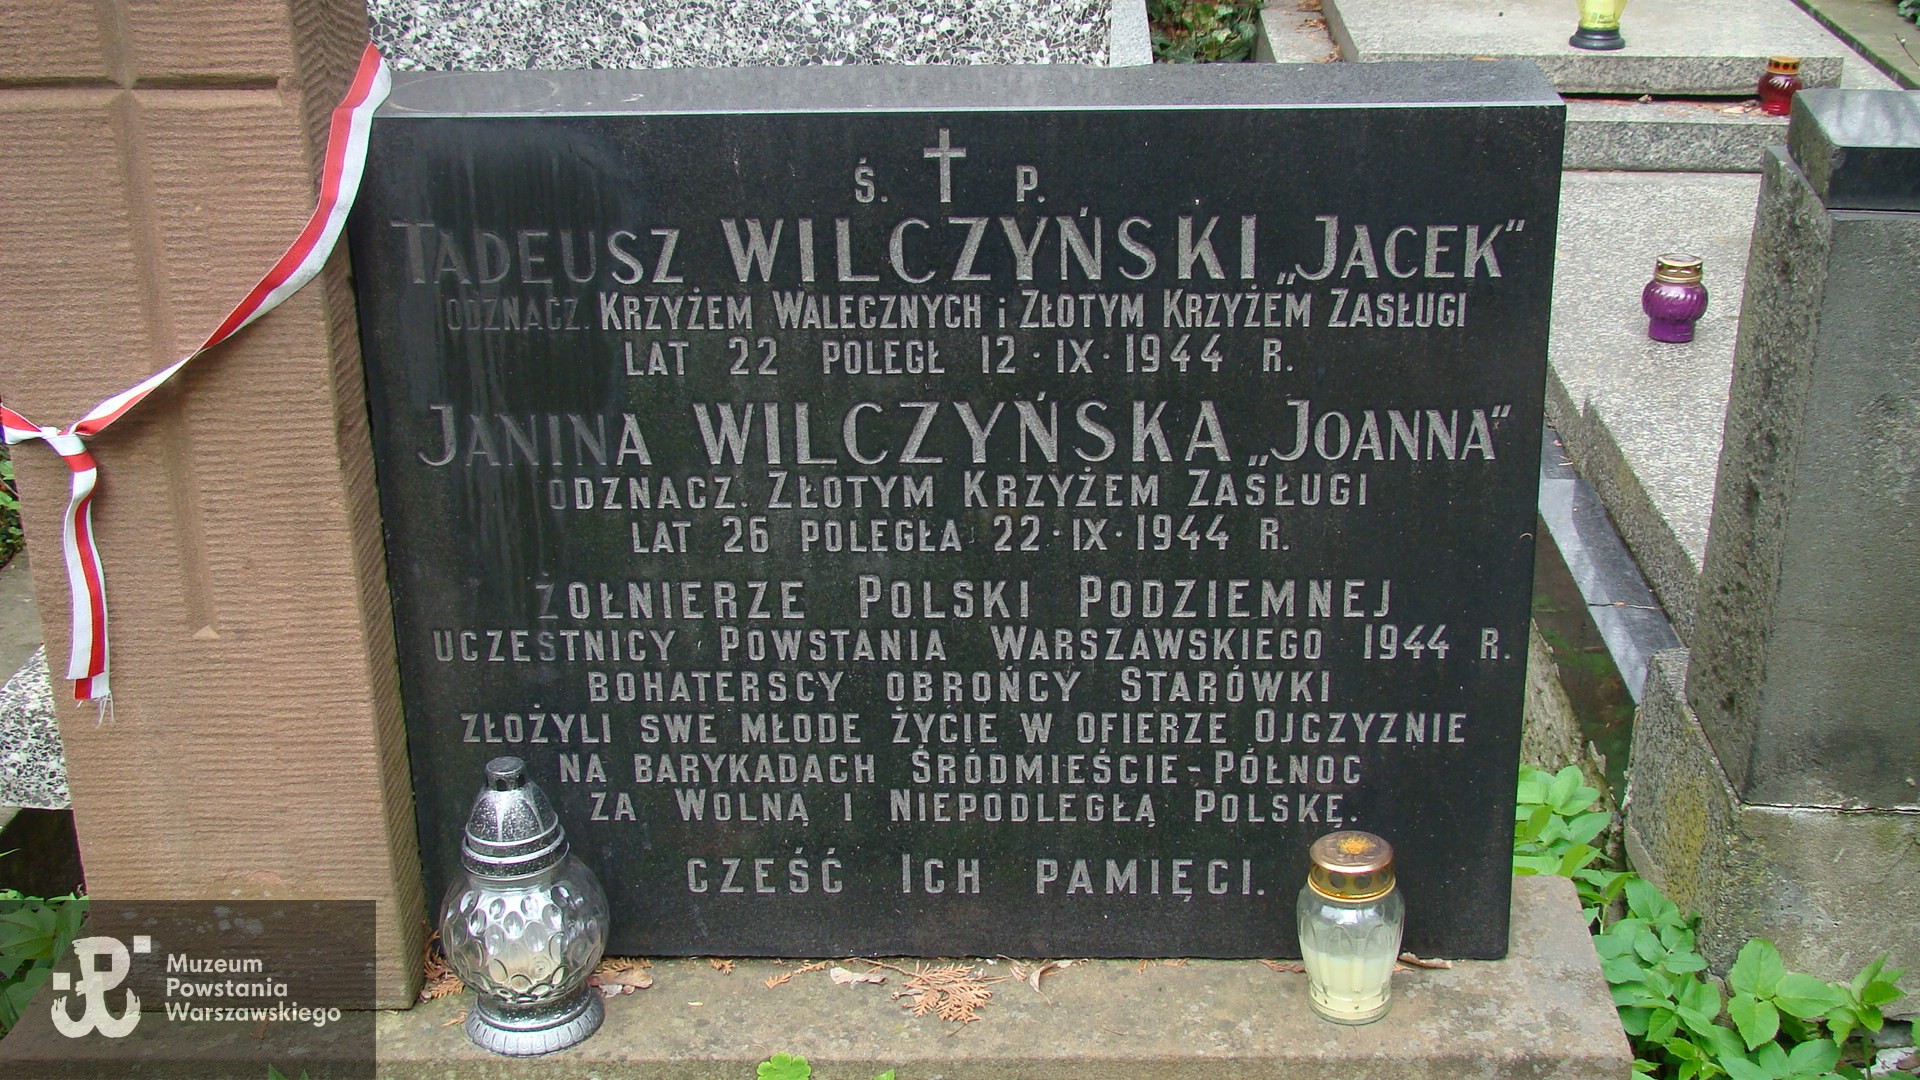 Ś. P.
TADEUSZ WILCZYŃSKI „JACEK"
ODZNACZ. KRZYŻEM WALECZNYCH i ZŁOTYM KRZYŻEM ZASŁUGI
LAT 22 POLEGŁ 12·IX·1944 R.
JANINA WILCZYŃSKA „JOANNA"
ODZNACZ. ZŁOTYM KRZYŻEM ZASŁUGI
LAT 26 POLEGŁA 22·IX·1944 R.
ŻOŁNIERZE POLSKI PODZIEMNEJ
UCZESTNICY POWSTANIA WARSZAWSKIEGO 1944 R.
BOHATERSCY OBROŃCY STARÓWKI
ZŁOŻYLI SWE MŁODE ŻYCIE W OFIERZE OJCZYZNIE
NA BARYKADACH ŚRÓDMIEŚCIE-PÓŁNOC
ZA WOLNĄ I NIEPODLEGŁĄ POLSKĘ.
CZEŚĆ ICH PAMIĘCI.
Muzeum
Powstania
Warszawskiego